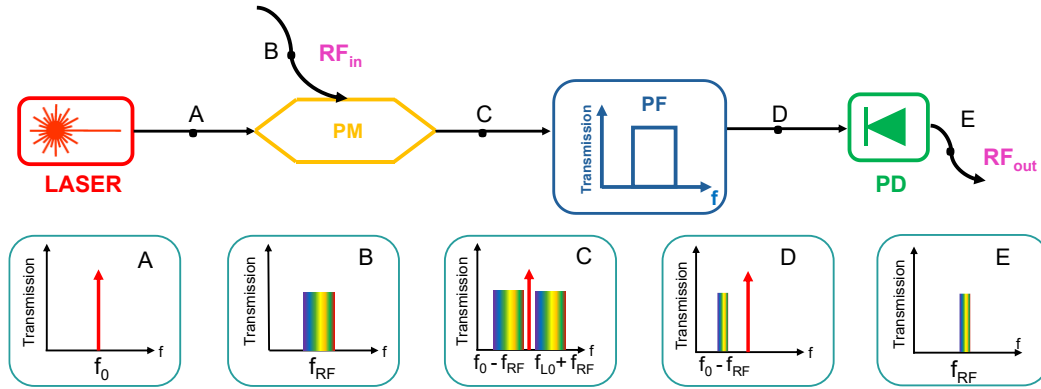 B
RF_in
A
PM
C
PF
Transmission
f
D
E
LASER
PD
RF_out
A
Transmission
f
f_0
B
Transmission
f
f_RF
C
Transmission
f
f_0 - f_RF f_L0 + f_RF
D
Transmission
f
f_0 - f_RF
E
Transmission
f
f_RF